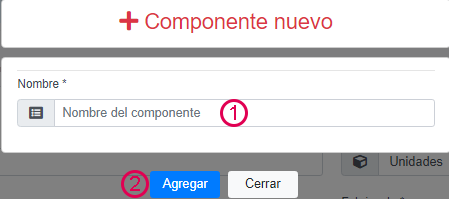 Componente nuevo
Nombre *
Nombre del componente 1
Unidades
2 Agregar Cerrar